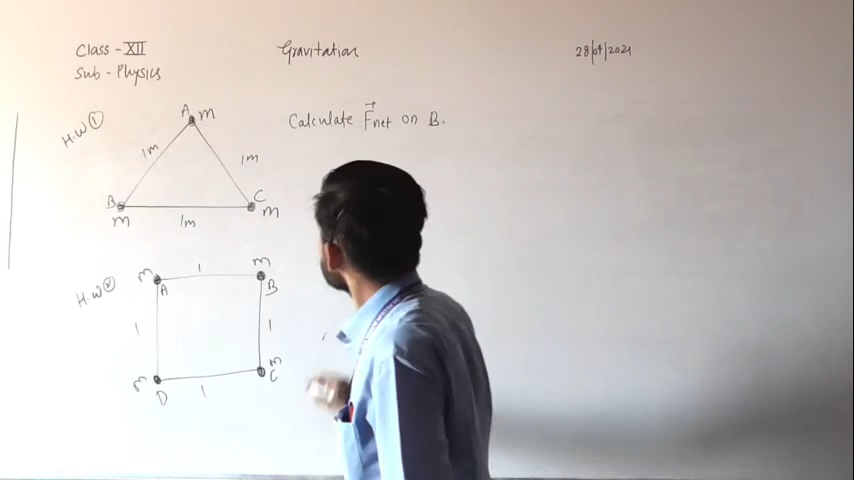 Class - XII
Gravitation
28/07/2021
Sub - Physics
H.W ①
A m
Calculate F⃗net on B.
1m
1m
B
C
m
1m
m
H.W ②
m
1
m
A
B
1
1
m
m
C
D
1